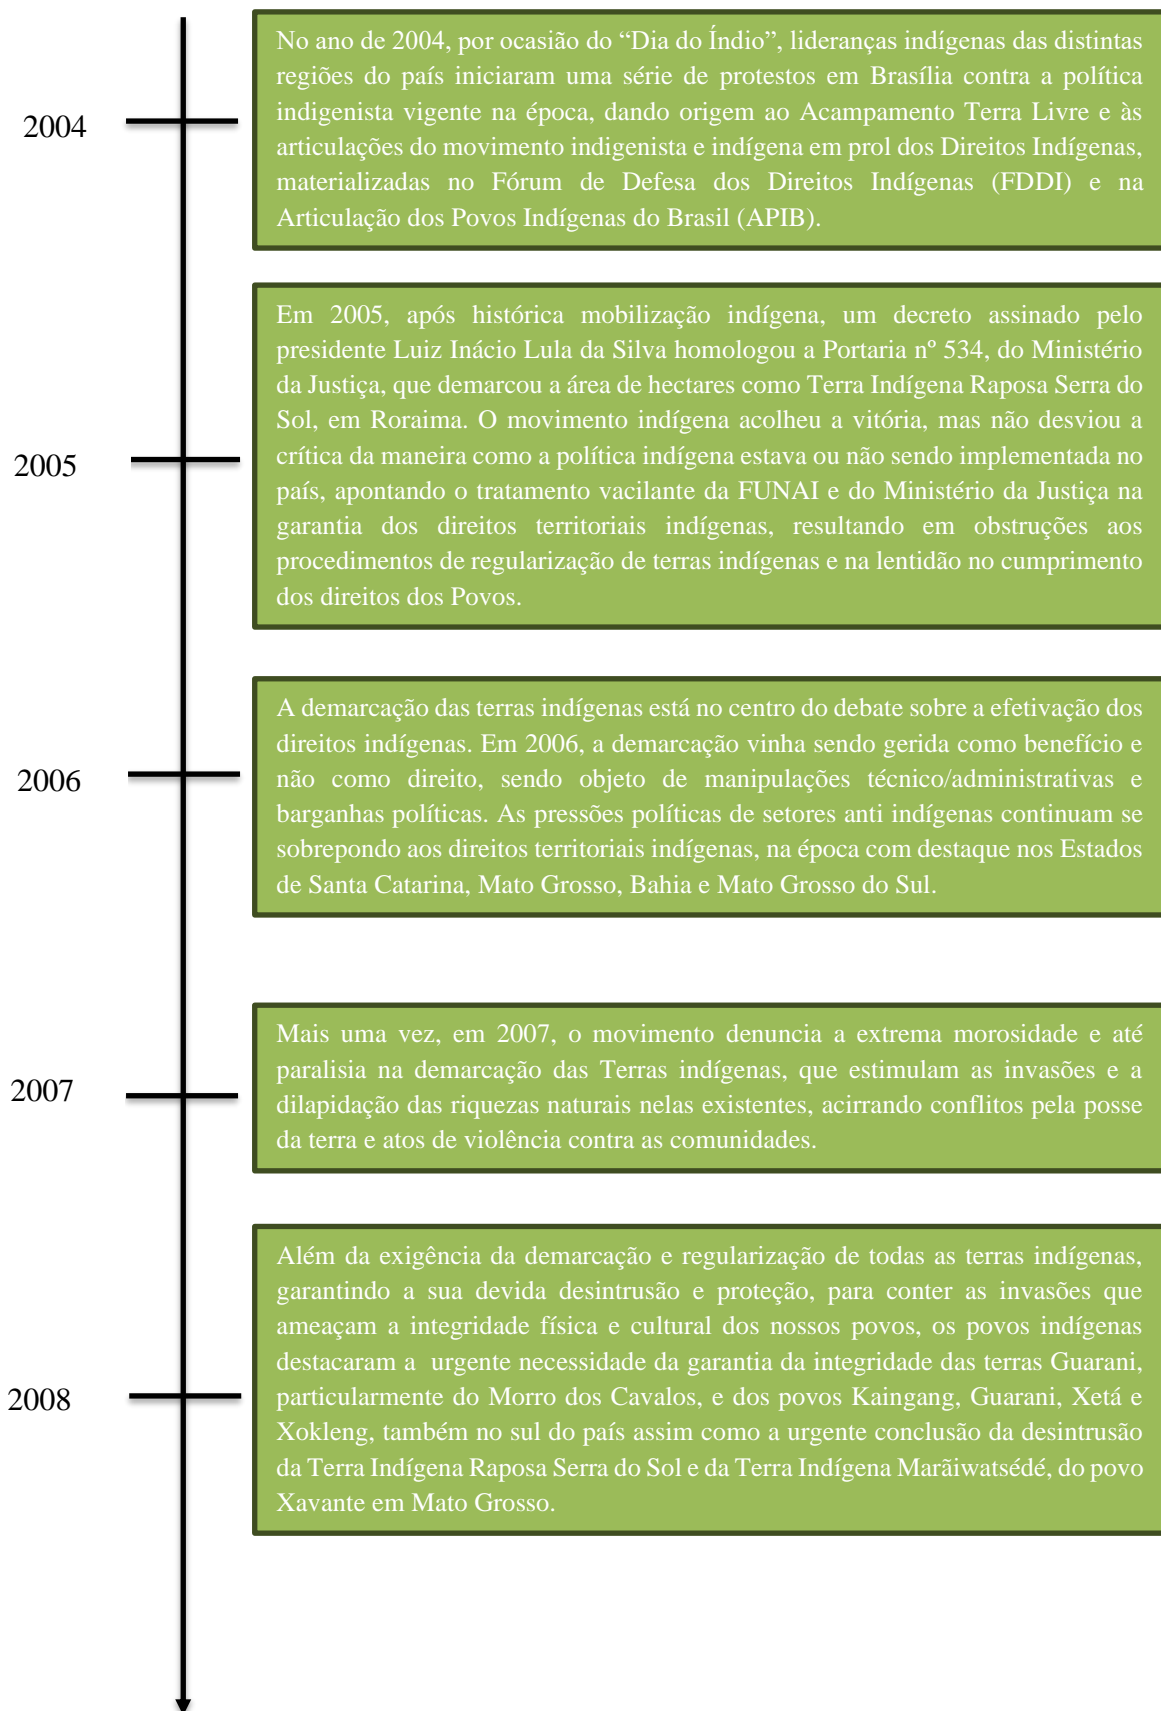 2004
No ano de 2004, por ocasião do “Dia do Índio”, lideranças indígenas das distintas
regiões do país iniciaram uma série de protestos em Brasília contra a política
indigenista vigente na época, dando origem ao Acampamento Terra Livre e às
articulações do movimento indigenista e indígena em prol dos Direitos Indígenas,
materializadas no Fórum de Defesa dos Direitos Indígenas (FDDI) e na
Articulação dos Povos Indígenas do Brasil (APIB).
2005
Em 2005, após histórica mobilização indígena, um decreto assinado pelo
presidente Luiz Inácio Lula da Silva homologou a Portaria nº 534, do Ministério
da Justiça, que demarcou a área de hectares como Terra Indígena Raposa Serra do
Sol, em Roraima. O movimento indígena acolheu a vitória, mas não desviou a
crítica da maneira como a política indígena estava ou não sendo implementada no
país, apontando o tratamento vacilante da FUNAI e do Ministério da Justiça na
garantia dos direitos territoriais indígenas, resultando em obstruções aos
procedimentos de regularização de terras indígenas e na lentidão no cumprimento
dos direitos dos Povos.
2006
A demarcação das terras indígenas está no centro do debate sobre a efetivação dos
direitos indígenas. Em 2006, a demarcação vinha sendo gerida como benefício e
não como direito, sendo objeto de manipulações técnico/administrativas e
barganhas políticas. As pressões políticas de setores anti indígenas continuam se
sobrepondo aos direitos territoriais indígenas, na época com destaque nos Estados
de Santa Catarina, Mato Grosso, Bahia e Mato Grosso do Sul.
2007
Mais uma vez, em 2007, o movimento denuncia a extrema morosidade e até
paralisia na demarcação das Terras indígenas, que estimulam as invasões e a
dilapidação das riquezas naturais nelas existentes, acirrando conflitos pela posse
da terra e atos de violência contra as comunidades.
2008
Além da exigência da demarcação e regularização de todas as terras indígenas,
garantindo a sua devida desintrusão e proteção, para conter as invasões que
ameaçam a integridade física e cultural dos nossos povos, os povos indígenas
destacaram a urgente necessidade da garantia da integridade das terras Guarani,
particularmente do Morro dos Cavalos, e dos povos Kaingang, Guarani, Xetá e
Xokleng, também no sul do país assim como a urgente conclusão da desintrusão
da Terra Indígena Raposa Serra do Sol e da Terra Indígena Marãiwatsédé, do povo
Xavante em Mato Grosso.